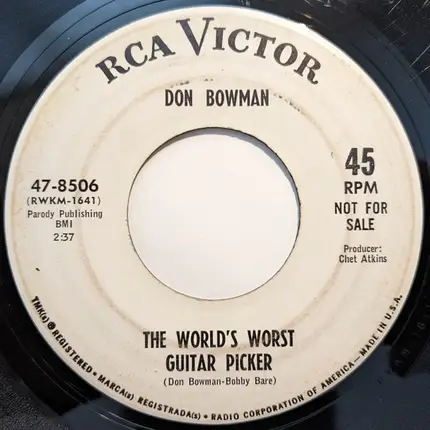 RCA VICTOR
DON BOWMAN
47-8506
(RWKM-1641)
Parody Publishing
BMI
2:37
45
RPM
NOT FOR
SALE
Producer:
Chet Atkins
THE WORLD'S WORST
GUITAR PICKER
(Don Bowman-Bobby Bare)
TMK(s) ® REGISTERED • MARCA(s) REGISTRADA(s) • RADIO CORPORATION OF AMERICA—MADE IN U.S.A.